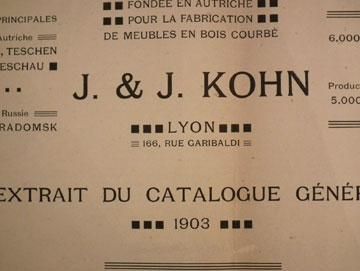 FONDÉE EN AUTRICHE
POUR LA FABRICATION
DE MEUBLES EN BOIS COURBÉ
PRINCIPALES
Autriche
, TESCHEN
ESCHAU
Russie
RADOMSK
6.000
Produc
5.000
J. & J. KOHN
LYON
166, RUE GARIBALDI
EXTRAIT DU CATALOGUE GÉNÉR
1903